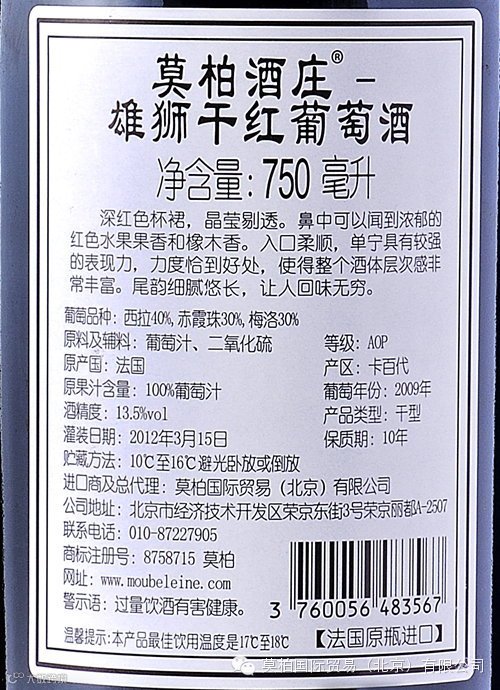 莫柏酒庄® –
雄狮干红葡萄酒
净含量: 750 毫升
深红色杯裙，晶莹剔透。鼻中可以闻到浓郁的
红色水果果香和橡木香。入口柔顺，单宁具有较强
的表现力，力度恰到好处，使得整个酒体层次感非
常丰富。尾韵细腻悠长，让人回味无穷。
葡萄品种: 西拉40%, 赤霞珠30%, 梅洛30%
原料及辅料: 葡萄汁、二氧化硫 等级: AOP
原产国: 法国 产区: 卡百代
原果汁含量: 100%葡萄汁 葡萄年份: 2009年
酒精度: 13.5%vol 产品类型: 干型
灌装日期: 2012年3月15日 保质期: 10年
贮藏方法: 10℃至16℃避光卧放或倒放
进口商及总代理: 莫柏国际贸易（北京）有限公司
公司地址: 北京市经济技术开发区荣京东街3号荣京丽都A-2507
联系电话: 010-87227905
商标注册号: 8758715 莫柏
网址: www.moubeleine.com
警示语: 过量饮酒有害健康。
3 760056 483567
温馨提示: 本产品最佳饮用温度是17℃至18℃ 【法国原瓶进口】
莫柏国际贸易（北京）有限公司